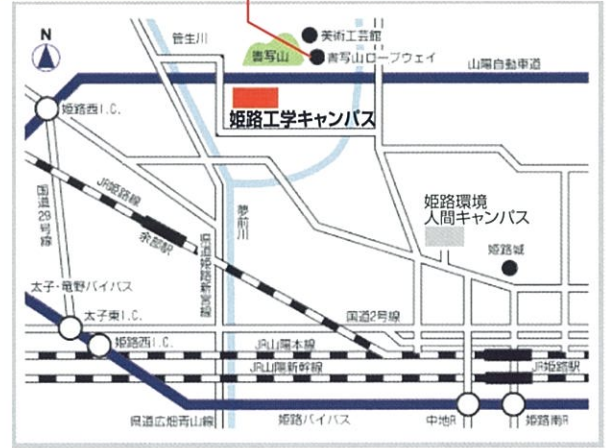 N
菅生川
美術工芸館
書写山
書写山ロープウェイ
山陽自動車道
姫路工学キャンパス
姫路西I.C.
国道29号線
JR姫路線
余部駅
県道姫路新宮線
夢前川
姫路環境
人間キャンパス
姫路城
太子・竜野バイパス
太子東I.C.
姫路西I.C.
国道2号線
JR山陽本線
JR山陽新幹線
JR姫路駅
県道広畑青山線
姫路バイパス
中地R
姫路南R